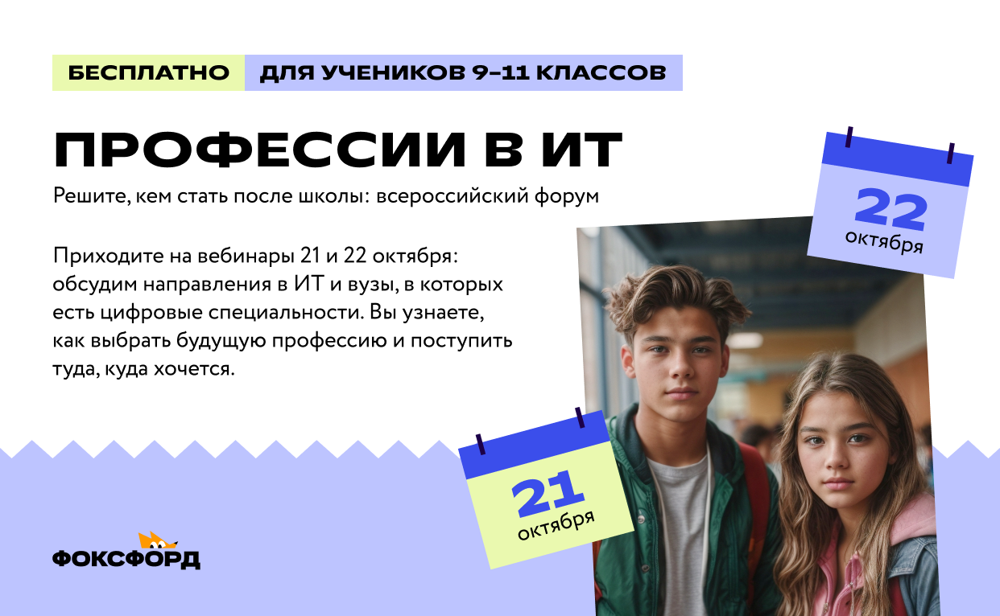 БЕСПЛАТНО ДЛЯ УЧЕНИКОВ 9–11 КЛАССОВ
ПРОФЕССИИ В ИТ
Решите, кем стать после школы: всероссийский форум
Приходите на вебинары 21 и 22 октября:
обсудим направления в ИТ и вузы, в которых
есть цифровые специальности. Вы узнаете,
как выбрать будущую профессию и поступить
туда, куда хочется.
22
октября
21
октября
ФОКСФОРД